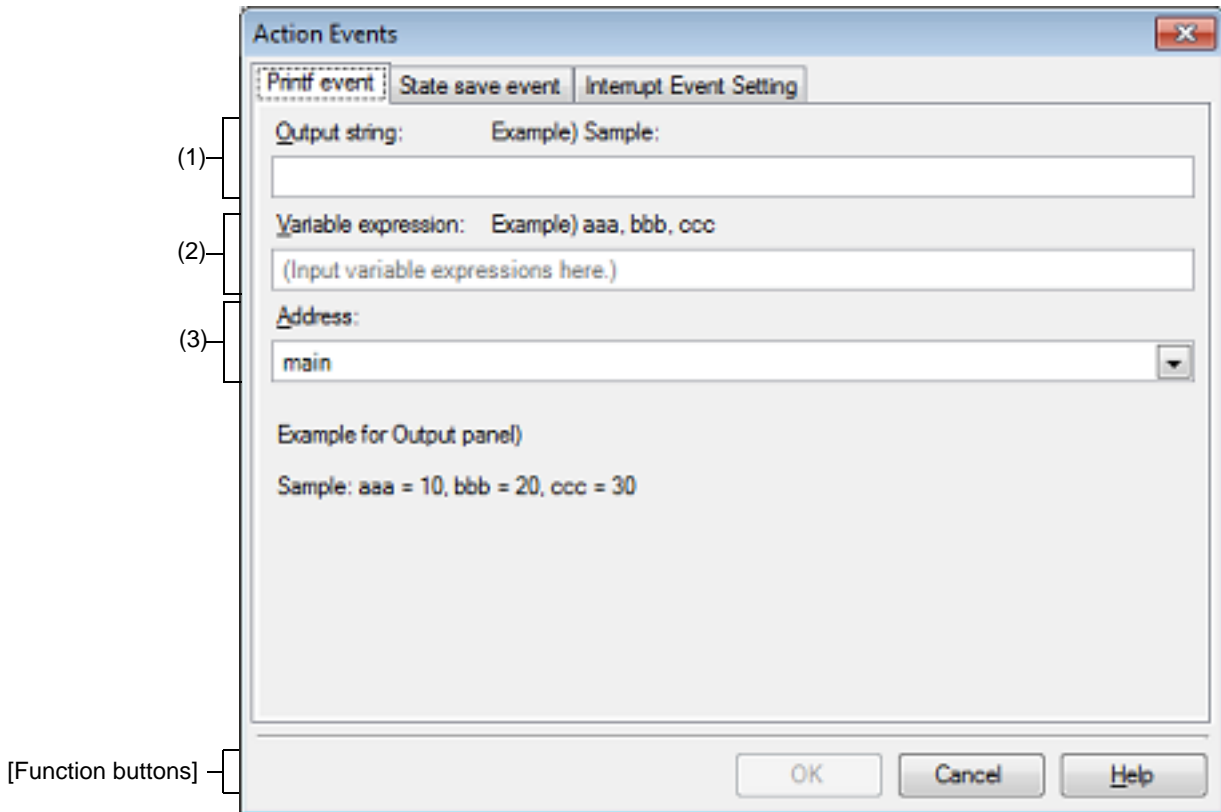 Action Events
Printf event State save event Interrupt Event Setting
(1)
Output string: Example) Sample:
(2)
Variable expression: Example) aaa, bbb, ccc
(Input variable expressions here.)
(3)
Address:
main
Example for Output panel)
Sample: aaa = 10, bbb = 20, ccc = 30
[Function buttons]
OK Cancel Help